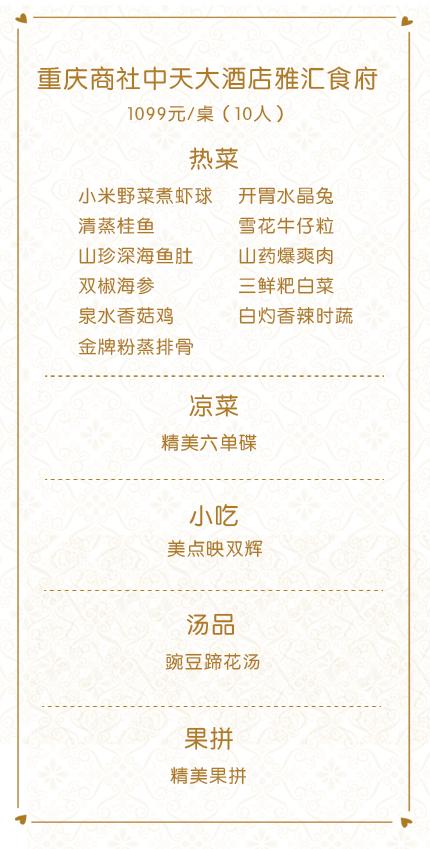 重庆商社中天大酒店雅汇食府
1099元/桌（10人）
热菜
小米野菜煮虾球 开胃水晶兔
清蒸桂鱼 雪花牛仔粒
山珍深海鱼肚 山药爆爽肉
双椒海参 三鲜粑白菜
泉水香菇鸡 白灼香辣时蔬
金牌粉蒸排骨
凉菜
精美六单碟
小吃
美点映双辉
汤品
豌豆蹄花汤
果拼
精美果拼